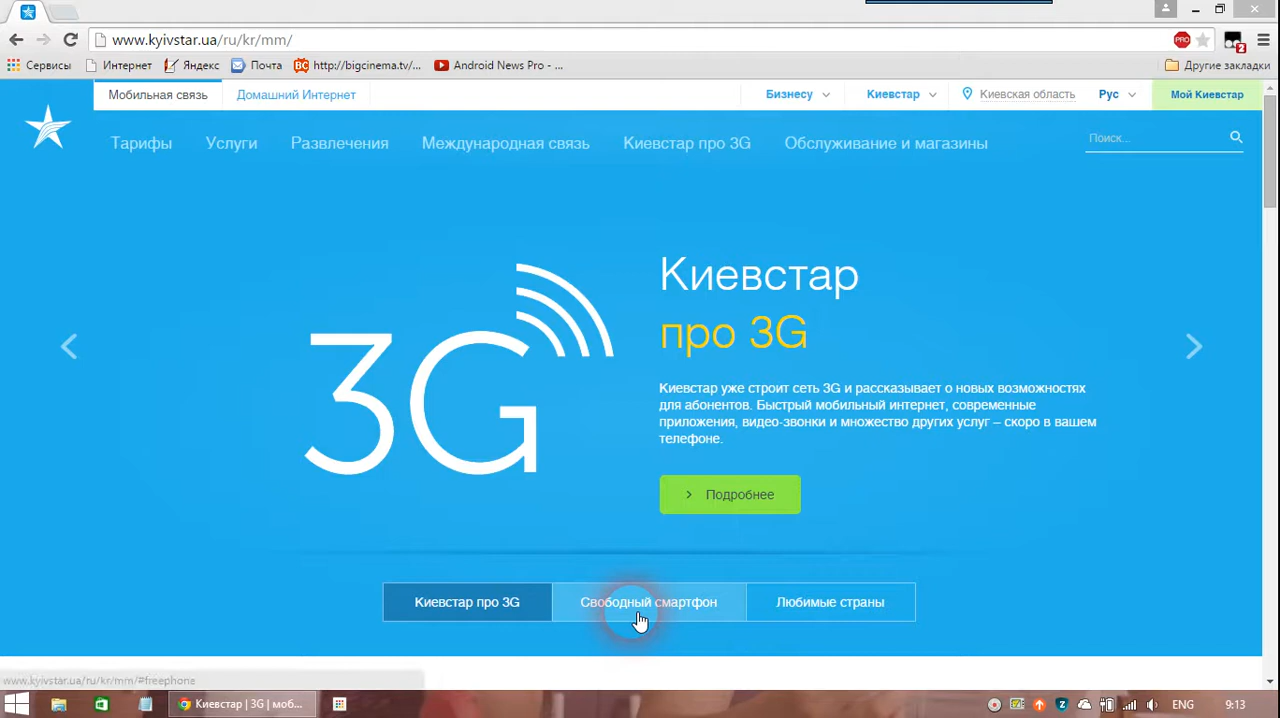 www.kyivstar.ua/ru/kr/mm/
PRO
2
Сервисы Интернет Яндекс Почта BC http://bigcinema.tv/... Android News Pro - ... Другие закладки
Мобильная связь Домашний Интернет Бизнесу Киевстар Киевская область Рус Мой Киевстар
Тарифы Услуги Развлечения Международная связь Киевстар про 3G Обслуживание и магазины Поиск...
Киевстар
про 3G
3G
Киевстар уже строит сеть 3G и рассказывает о новых возможностях
для абонентов. Быстрый мобильный интернет, современные
приложения, видео-звонки и множество других услуг – скоро в вашем
телефоне.
Подробнее
Киевстар про 3G Свободный смартфон Любимые страны
www.kyivstar.ua/ru/kr/mm/#freephone
Киевстар | 3G | моб... ENG 9:13